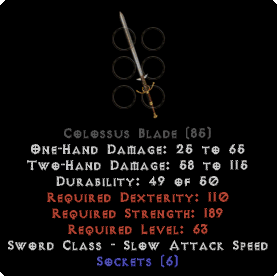 Colossus Blade (85)
One-Hand Damage: 25 to 65
Two-Hand Damage: 58 to 115
Durability: 49 of 50
Required Dexterity: 110
Required Strength: 189
Required Level: 63
Sword Class - Slow Attack Speed
Sockets (6)